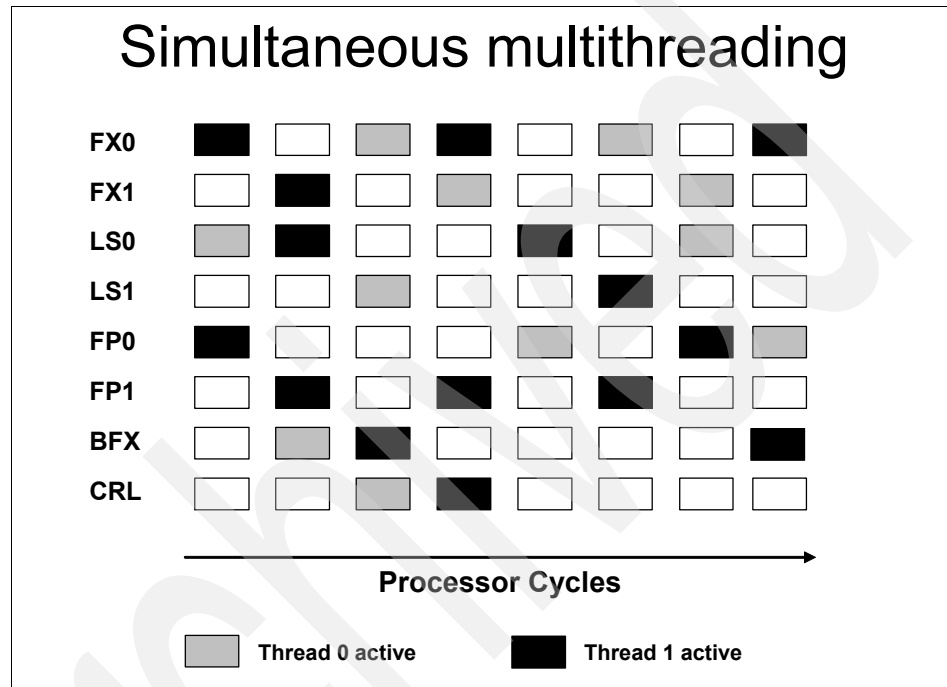 Simultaneous multithreading
FX0
FX1
LS0
LS1
FP0
FP1
BFX
CRL
Processor Cycles
Thread 0 active
Thread 1 active